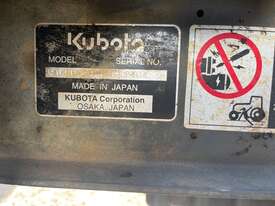 Kubota
MODEL SERIAL NO.
MADE IN JAPAN
KUBOTA Corporation
OSAKA, JAPAN